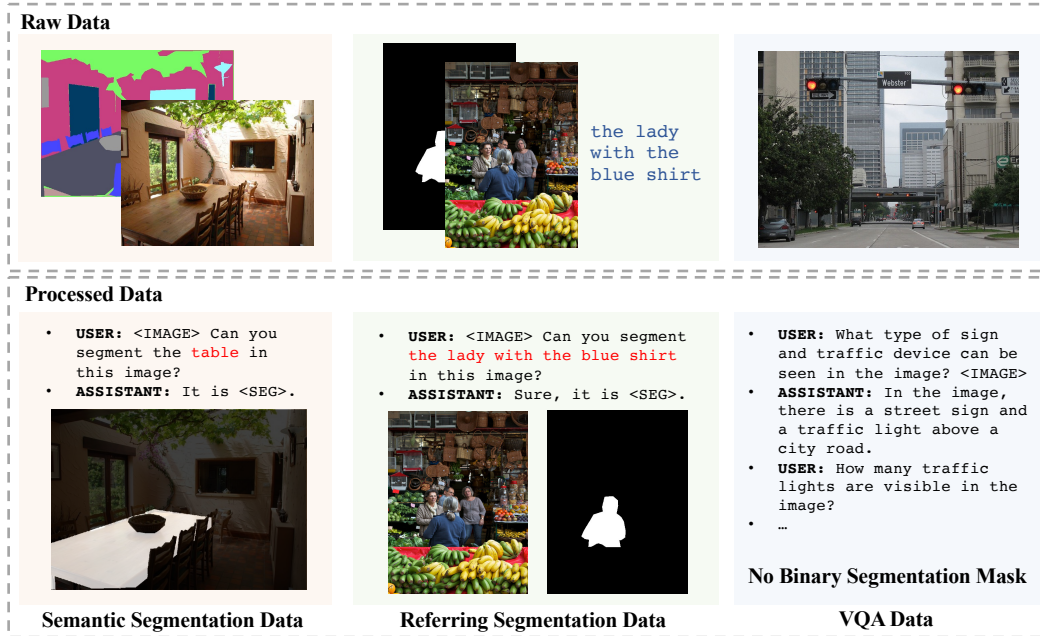 Raw Data
the lady
with the
blue shirt
Webster
Processed Data
• USER: <IMAGE> Can you
segment the table in
this image?
• ASSISTANT: It is <SEG>.
• USER: <IMAGE> Can you segment
the lady with the blue shirt
in this image?
• ASSISTANT: Sure, it is <SEG>.
• USER: What type of sign
and traffic device can be
seen in the image? <IMAGE>
• ASSISTANT: In the image,
there is a street sign and
a traffic light above a
city road.
• USER: How many traffic
lights are visible in the
image?
• …
No Binary Segmentation Mask
Semantic Segmentation Data
Referring Segmentation Data
VQA Data